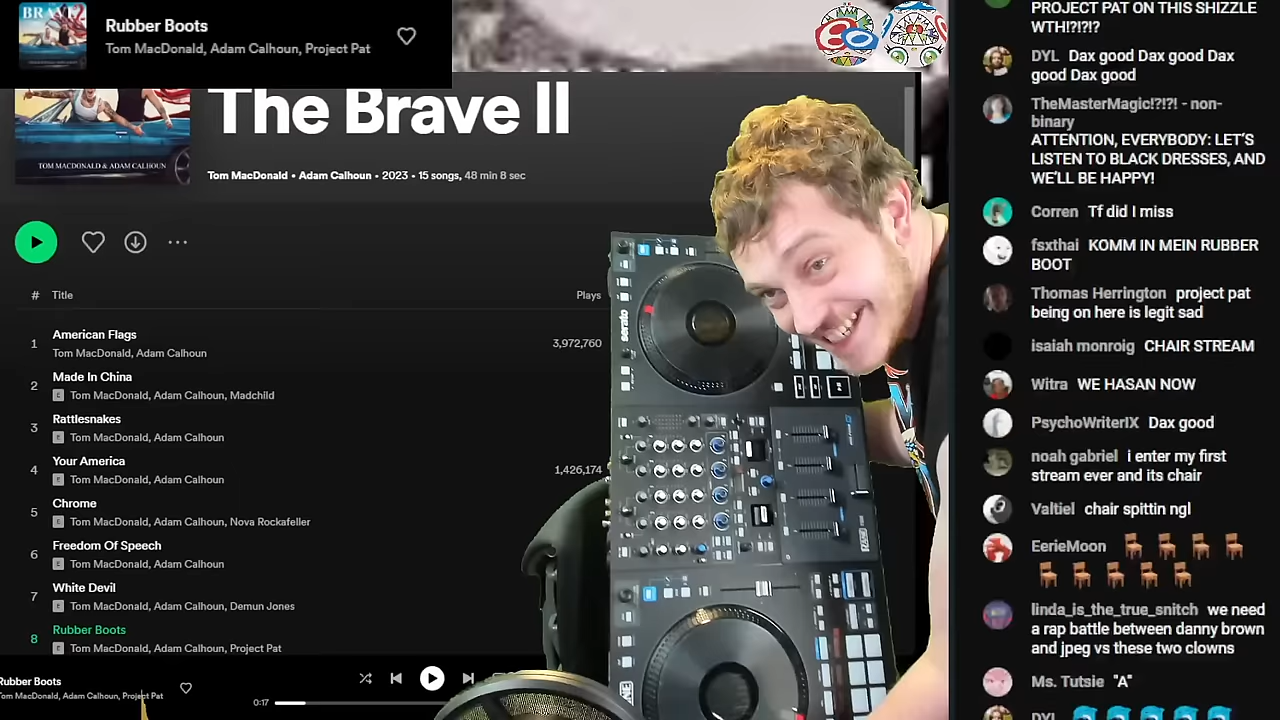 BRAVE
Rubber Boots
Tom MacDonald, Adam Calhoun, Project Pat
The Brave II
TOM MACDONALD & ADAM CALHOUN
Tom MacDonald • Adam Calhoun • 2023 • 15 songs, 48 min 8 sec
# Title Plays
1 American Flags 3,972,760
Tom MacDonald, Adam Calhoun
2 Made In China
E Tom MacDonald, Adam Calhoun, Madchild
3 Rattlesnakes
E Tom MacDonald, Adam Calhoun
4 Your America 1,426,174
E Tom MacDonald, Adam Calhoun
5 Chrome
E Tom MacDonald, Adam Calhoun, Nova Rockafeller
6 Freedom Of Speech
E Tom MacDonald, Adam Calhoun
7 White Devil
E Tom MacDonald, Adam Calhoun, Demun Jones
8 Rubber Boots
E Tom MacDonald, Adam Calhoun, Project Pat
Rubber Boots
Tom MacDonald, Adam Calhoun, Project Pat
0:17
serato
RANE
PROJECT PAT ON THIS SHIZZLE
WTH!?!?!?
DYL Dax good Dax good Dax
good Dax good
TheMasterMagic!?!?! - non-
binary
ATTENTION, EVERYBODY: LET'S
LISTEN TO BLACK DRESSES, AND
WE'LL BE HAPPY!
Corren Tf did I miss
fsxthai KOMM IN MEIN RUBBER
BOOT
Thomas Herrington project pat
being on here is legit sad
isaiah monroig CHAIR STREAM
Witra WE HASAN NOW
PsychoWriterIX Dax good
noah gabriel i enter my first
stream ever and its chair
Valtiel chair spittin ngl
EerieMoon
linda_is_the_true_snitch we need
a rap battle between danny brown
and jpeg vs these two clowns
Ms. Tutsie "A"
DYL